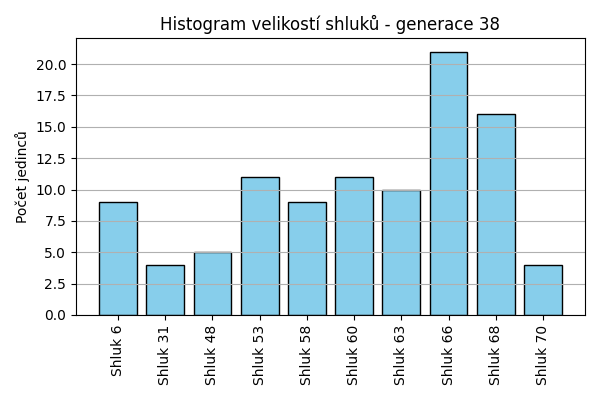 Histogram velikostí shluků - generace 38
Počet jedinců
20.0
17.5
15.0
12.5
10.0
7.5
5.0
2.5
0.0
Shluk 6
Shluk 31
Shluk 48
Shluk 53
Shluk 58
Shluk 60
Shluk 63
Shluk 66
Shluk 68
Shluk 70